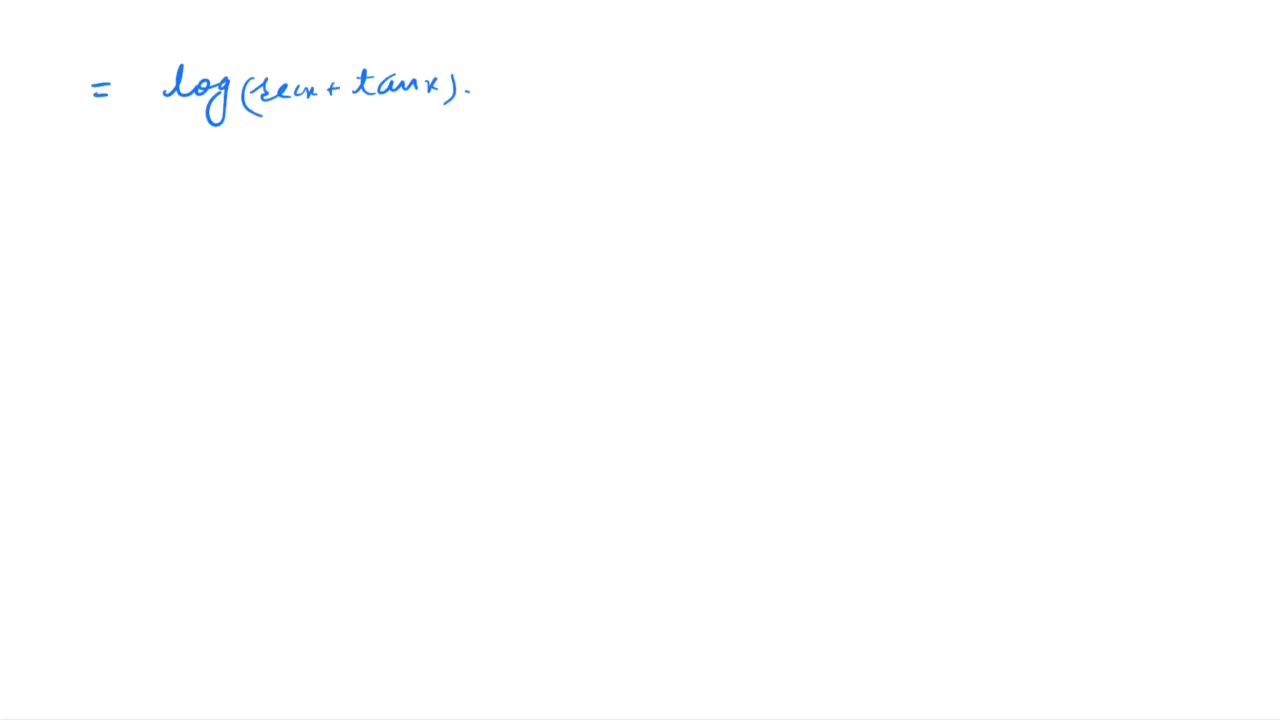 = log(secx + tanx).